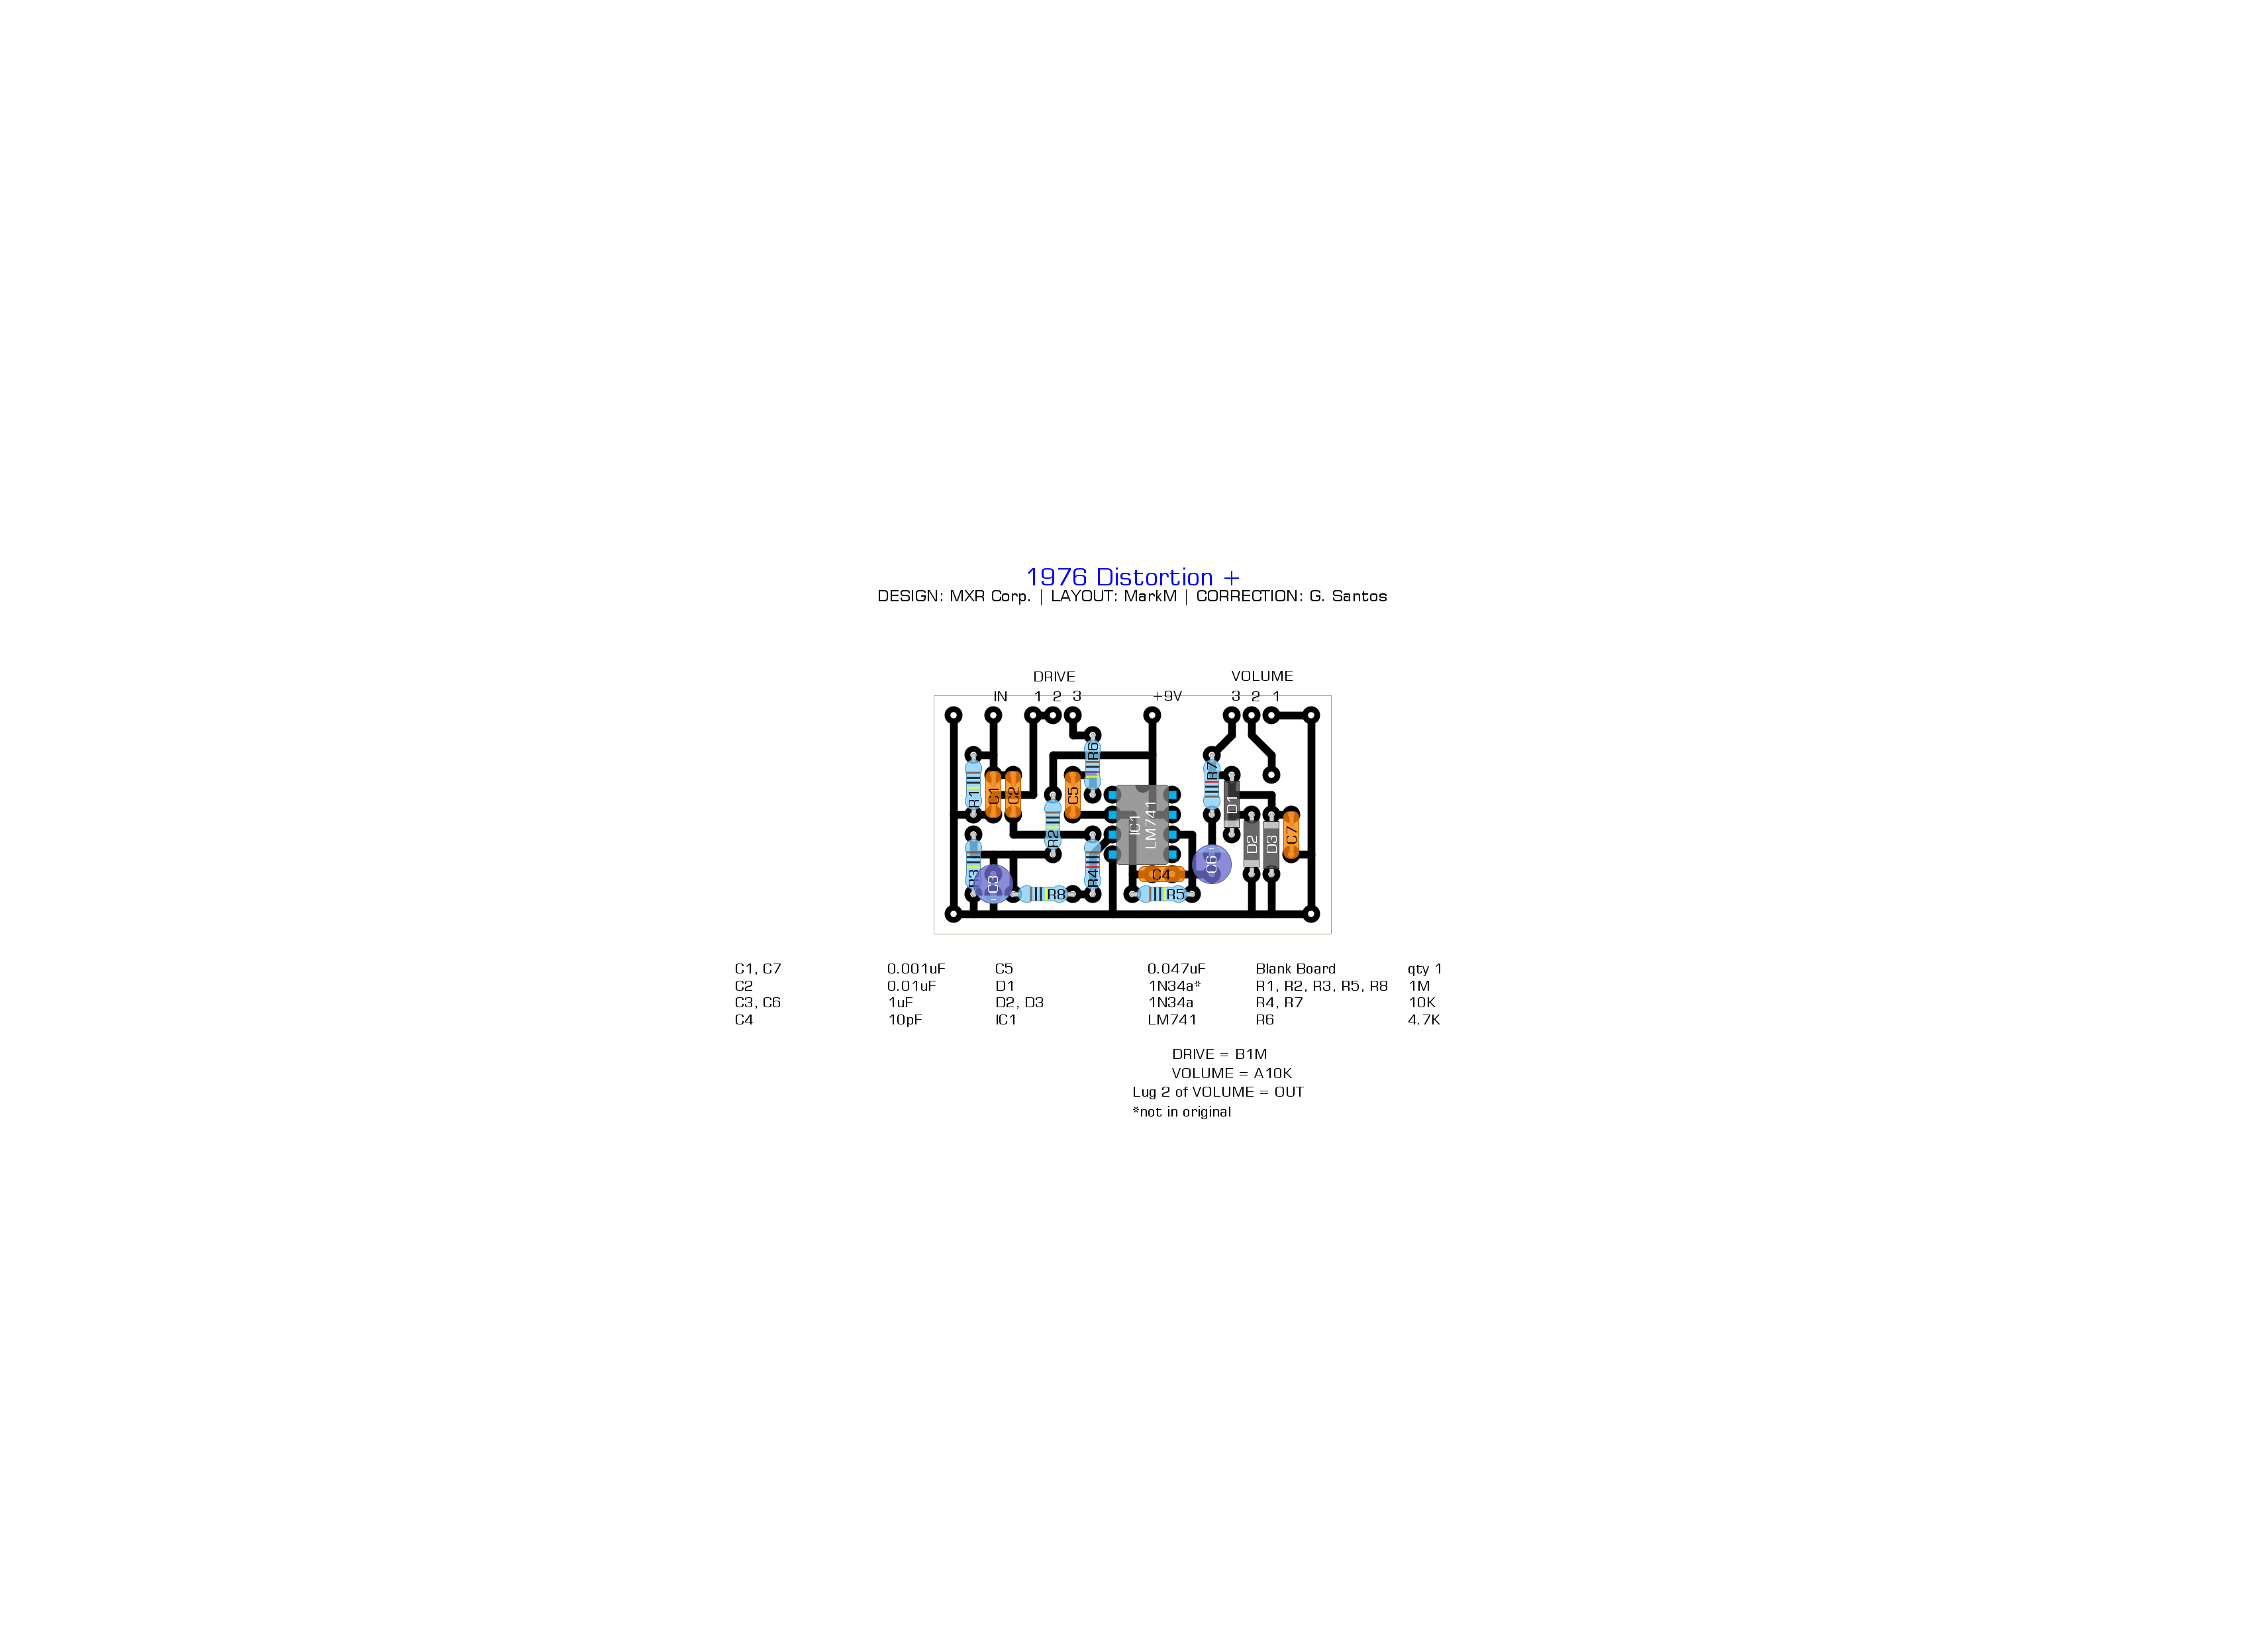 1976 Distortion +
DESIGN: MXR Corp. | LAYOUT: MarkM | CORRECTION: G. Santos
DRIVE VOLUME
IN 1 2 3 +9V 3 2 1
R6
R7
R1 C1 C2 C5 D1
IC1 LM741
R2 D2 D3 C7
R3 C3 R4 C4 C6
R8 R5
C1, C7 0.001uF C5 0.047uF Blank Board qty 1
C2 0.01uF D1 1N34a* R1, R2, R3, R5, R8 1M
C3, C6 1uF D2, D3 1N34a R4, R7 10K
C4 10pF IC1 LM741 R6 4.7K
DRIVE = B1M
VOLUME = A10K
Lug 2 of VOLUME = OUT
*not in original